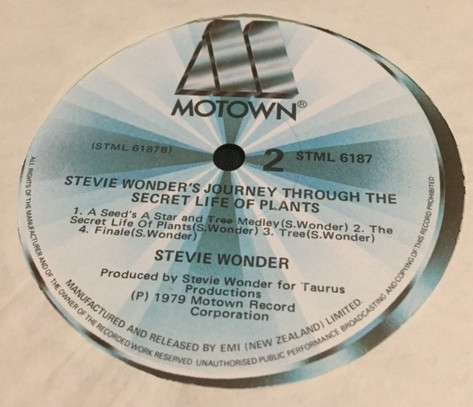 MOTOWN®
(STML 6187B) 2 STML 6187
STEVIE WONDER'S JOURNEY THROUGH THE
SECRET LIFE OF PLANTS
1. A Seed's A Star and Tree Medley(S.Wonder) 2. The
Secret Life Of Plants(S.Wonder) 3. Tree(S.Wonder)
4. Finale(S.Wonder)
STEVIE WONDER
Produced by Stevie Wonder for Taurus
Productions
(P) 1979 Motown Record
Corporation
MANUFACTURED AND RELEASED BY EMI (NEW ZEALAND) LIMITED.
ALL RIGHTS OF THE MANUFACTURER AND OF THE OWNER OF THE RECORDED WORK RESERVED UNAUTHORISED PUBLIC PERFORMANCE BROADCASTING AND COPYING OF THIS RECORD PROHIBITED